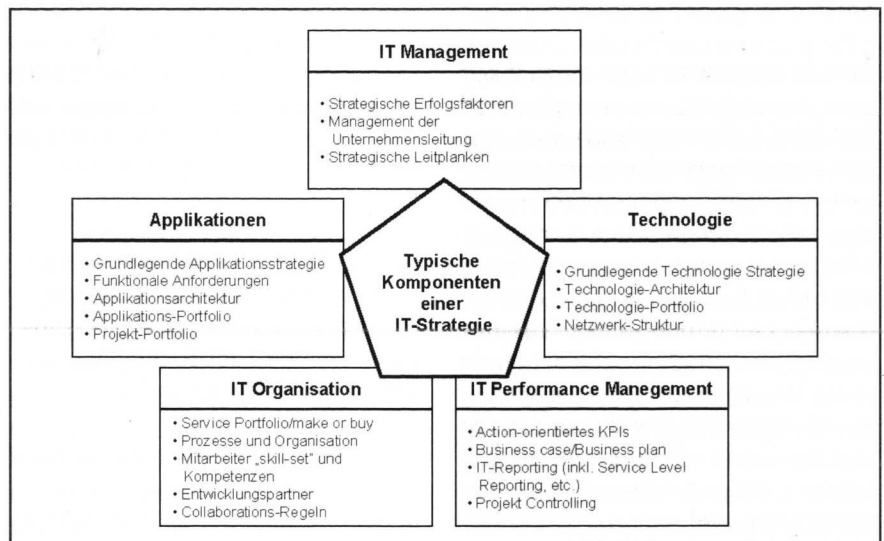 IT Management
• Strategische Erfolgsfaktoren
• Management der
Unternehmensleitung
• Strategische Leitplanken
Applikationen
• Grundlegende Applikationsstrategie
• Funktionale Anforderungen
• Applikationsarchitektur
• Applikations-Portfolio
• Projekt-Portfolio
Typische
Komponenten
einer
IT-Strategie
Technologie
• Grundlegende Technologie Strategie
• Technologie-Architektur
• Technologie-Portfolio
• Netzwerk-Struktur
IT Organisation
• Service Portfolio/make or buy
• Prozesse und Organisation
• Mitarbeiter „skill-set" und
Kompetenzen
• Entwicklungspartner
• Collaborations-Regeln
IT Performance Manegement
• Action-orientiertes KPIs
• Business case/Business plan
• IT-Reporting (inkl. Service Level
Reporting, etc.)
• Projekt Controlling